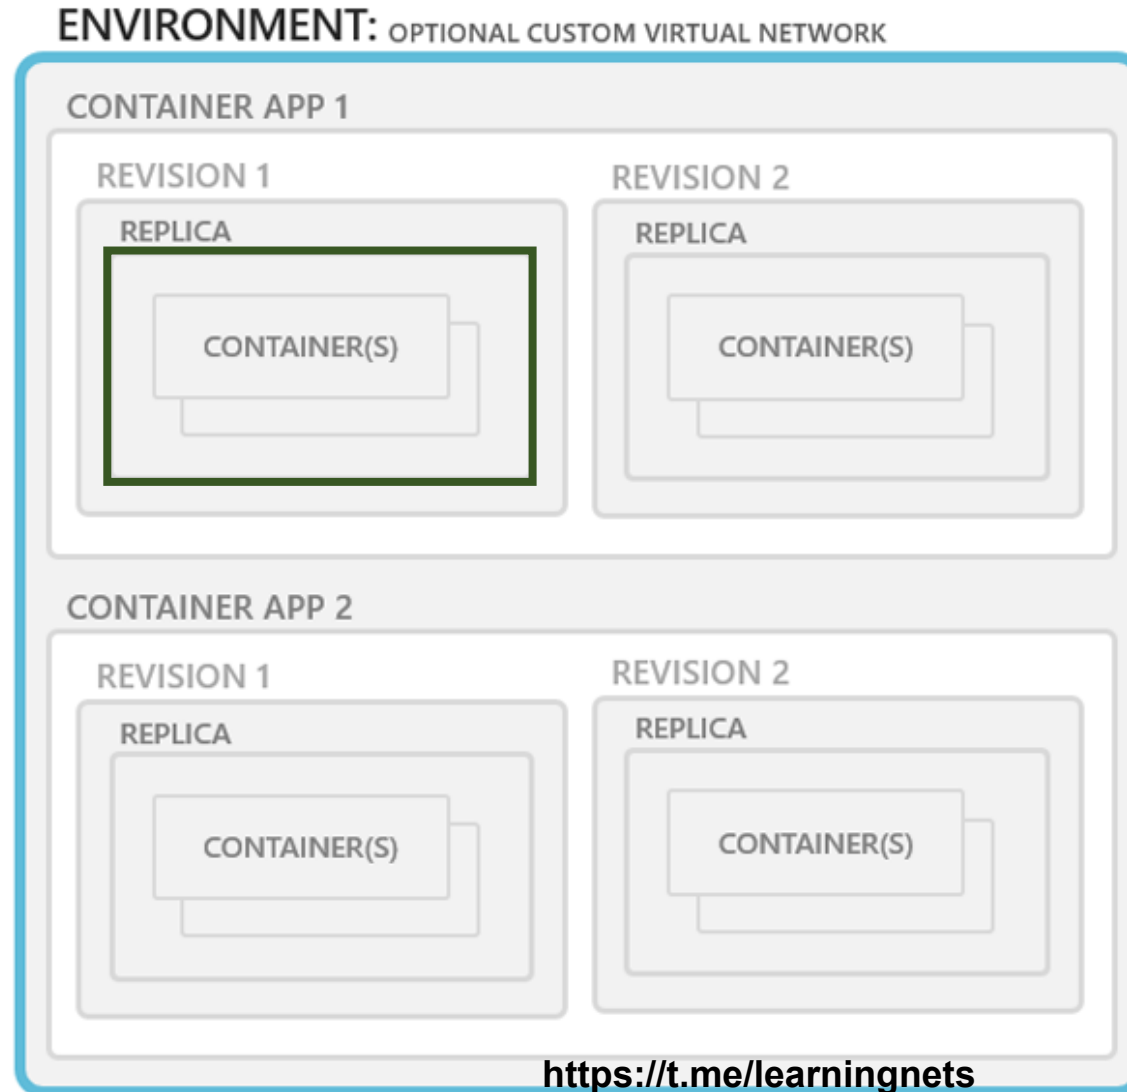 ENVIRONMENT: OPTIONAL CUSTOM VIRTUAL NETWORK
CONTAINER APP 1
REVISION 1
REPLICA
CONTAINER(S)
REVISION 2
REPLICA
CONTAINER(S)
CONTAINER APP 2
REVISION 1
REPLICA
CONTAINER(S)
REVISION 2
REPLICA
CONTAINER(S)
https://t.me/learningnets